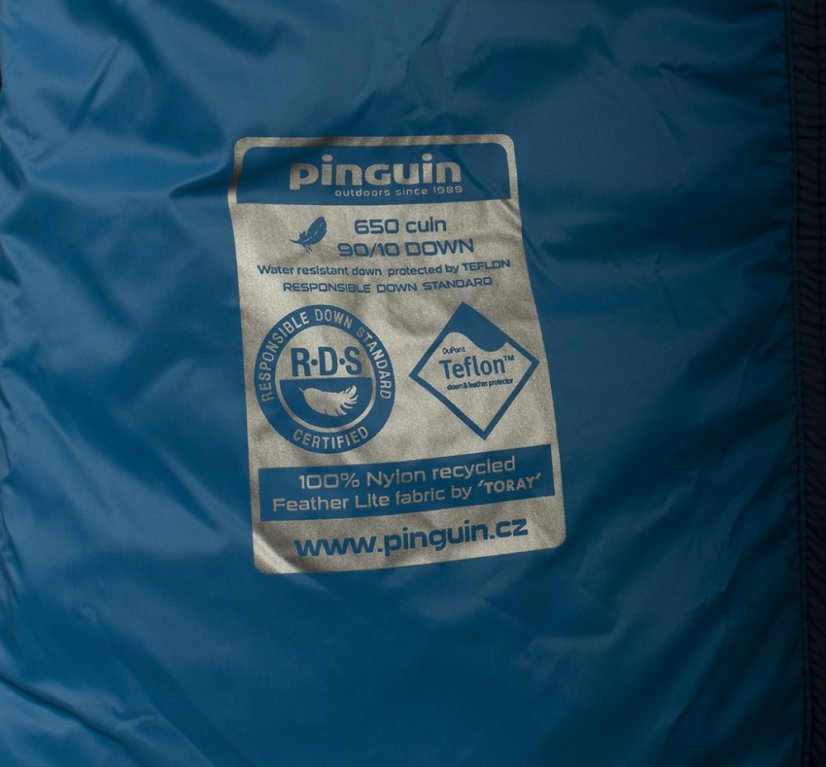 pinguin
outdoors since 1989
650 cuin
90/10 DOWN
Water resistant down protected by TEFLON
RESPONSIBLE DOWN STANDARD
RESPONSIBLE DOWN STANDARD
R·D·S
CERTIFIED
DuPont
Teflon™
down & feather protector
100% Nylon recycled
Feather Lite fabric by ‘TORAY’
www.pinguin.cz